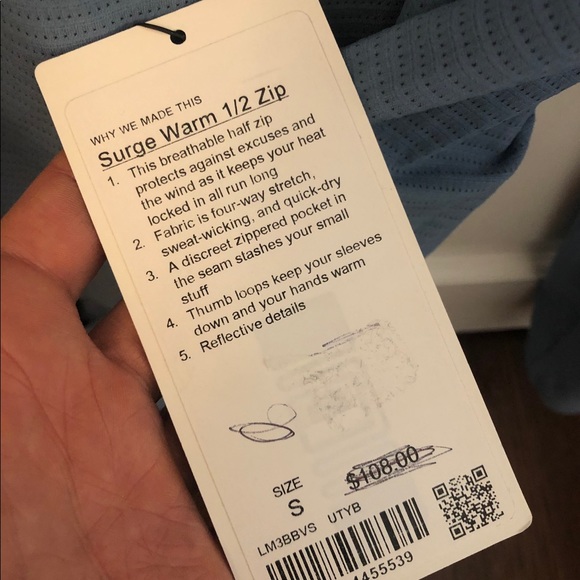 WHY WE MADE THIS
Surge Warm 1/2 Zip
1. This breathable half zip
protects against excuses and
the wind as it keeps your heat
locked in all run long
2. Fabric is four-way stretch,
sweat-wicking, and quick-dry
3. A discreet zippered pocket in
the seam slashes your small
stuff
4. Thumb loops keep your sleeves
down and your hands warm
5. Reflective details
SIZE
S
$108.00
LM3BBVS UTYB
4455539